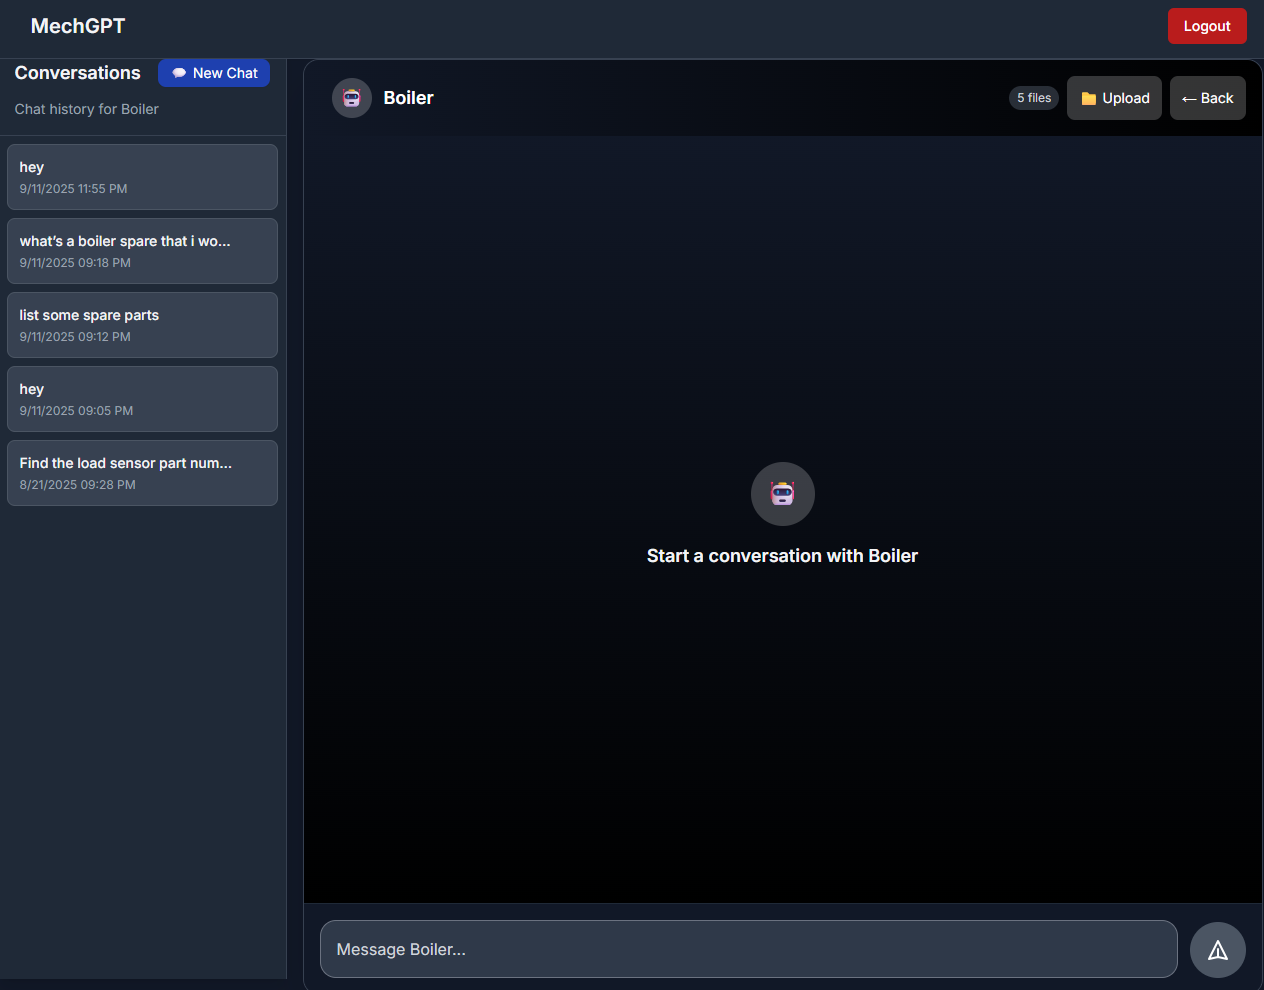 MechGPT
Logout
Conversations
New Chat
Chat history for Boiler
hey
9/11/2025 11:55 PM
what's a boiler spare that i wo...
9/11/2025 09:18 PM
list some spare parts
9/11/2025 09:12 PM
hey
9/11/2025 09:05 PM
Find the load sensor part num...
8/21/2025 09:28 PM
Boiler
5 files
Upload
← Back
Start a conversation with Boiler
Message Boiler...